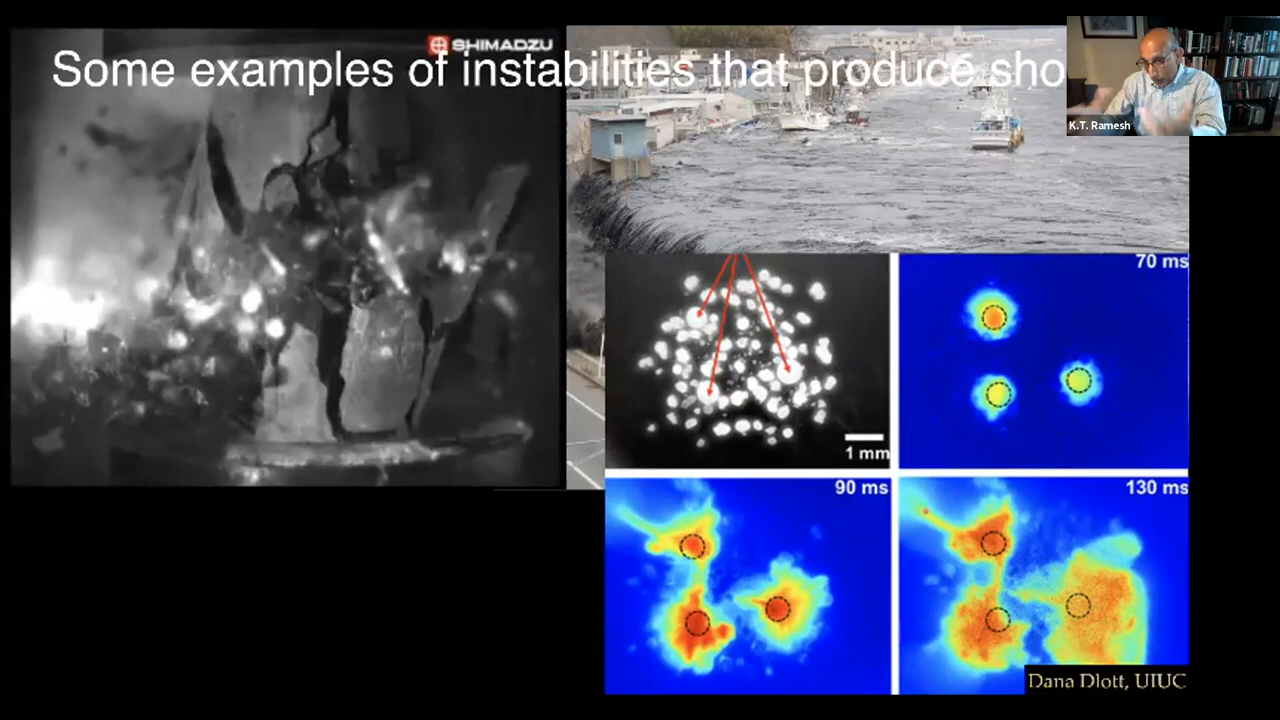 SHIMADZU
Some examples of instabilities that produce sho
K.T. Ramesh
70 ms
1 mm
90 ms
130 ms
Dana Dlott, UIUC